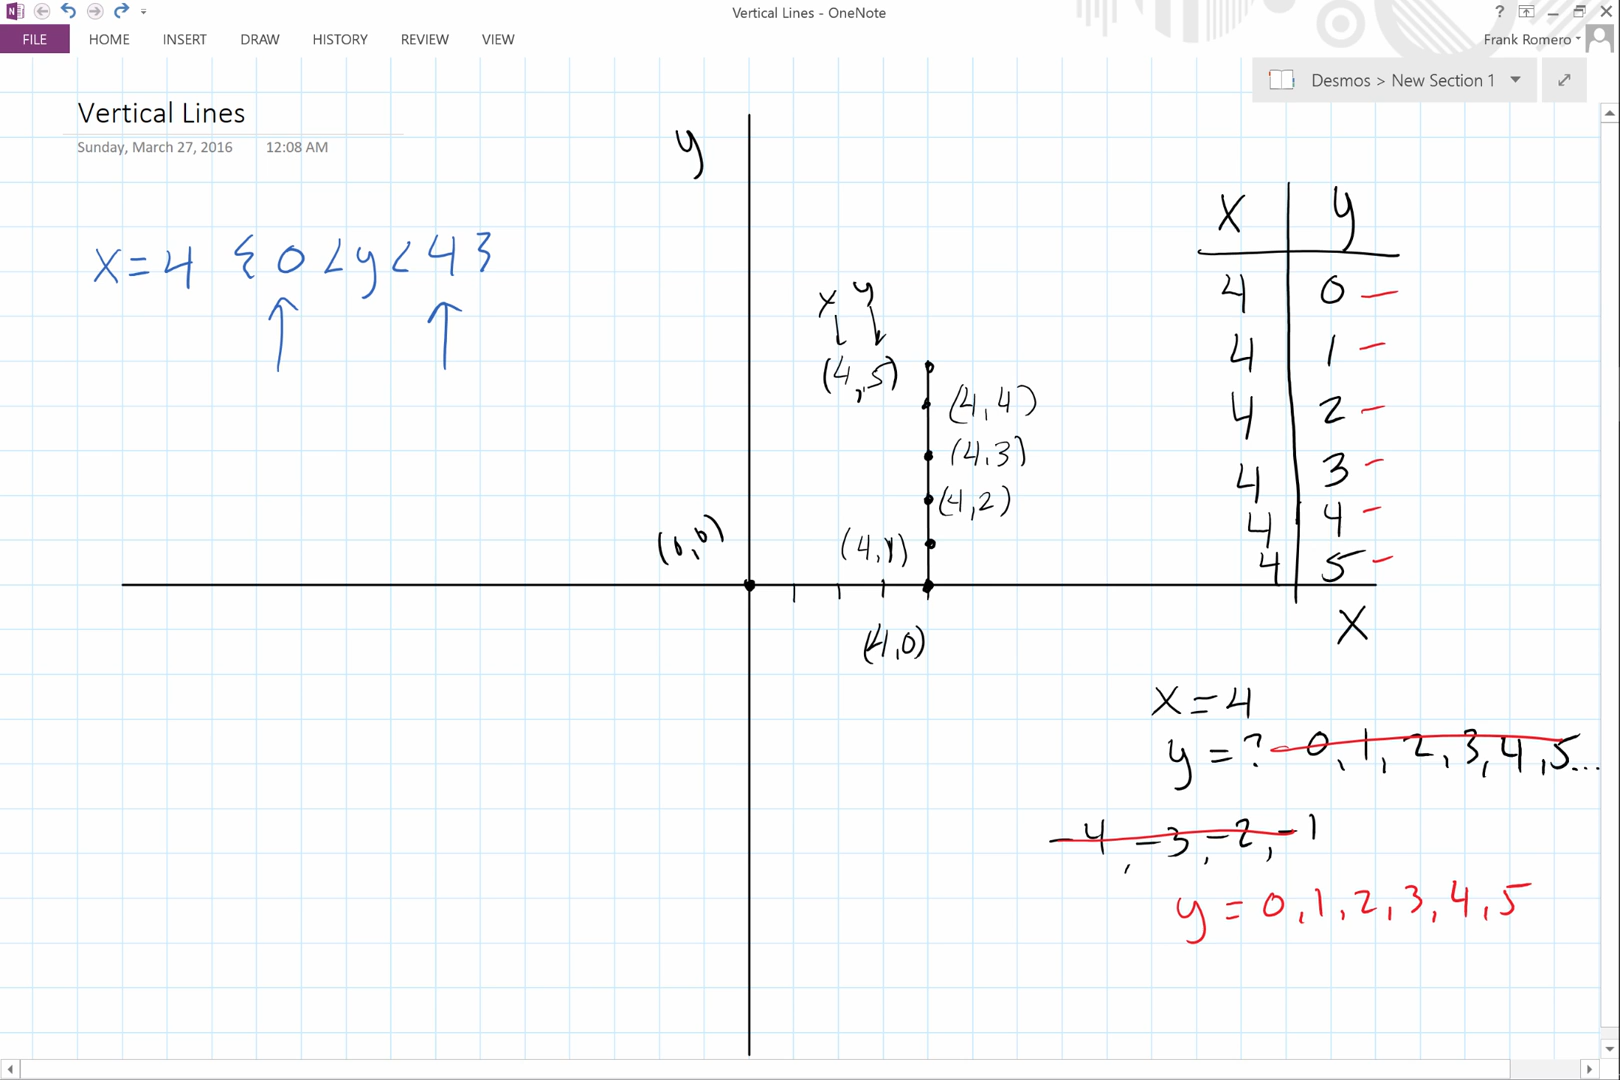 Vertical Lines - OneNote
?
FILE HOME INSERT DRAW HISTORY REVIEW VIEW
Frank Romero
Desmos > New Section 1
Vertical Lines
Sunday, March 27, 2016 12:08 AM
y
x=4 {0<y<4}
x y
4 0
4 1
4 2
4 3
4 4
4 5
x y
(4,5)
(4,4)
(4,3)
(4,2)
(4,1)
(0,0)
(4,0)
x
x=4
y=? 0,1,2,3,4,5...
-4,-3,-2,-1
y=0,1,2,3,4,5